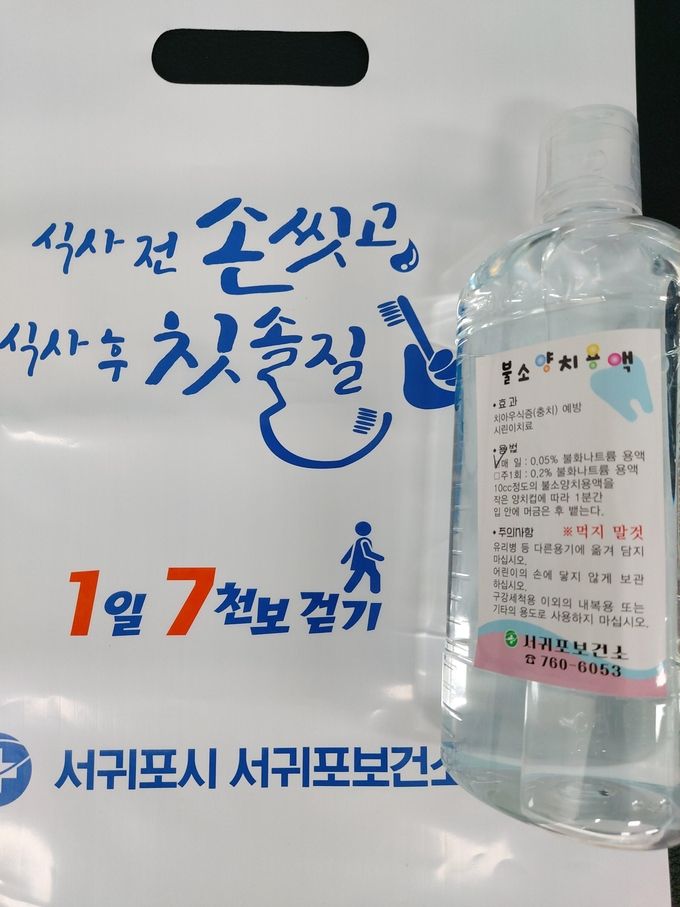 식사 전 손씻고
식사 후 칫솔질
1일 7천보 걷기
서귀포시 서귀포보건소
불소양치용액
• 효과
치아우식증(충치) 예방
시린이치료
• 용법
매 일 : 0.05% 불화나트륨 용액
□주1회 : 0.2% 불화나트륨 용액
10cc정도의 불소양치용액을
작은 양치컵에 따라 1분간
입 안에 머금은 후 뱉는다.
• 주의사항 ※먹지 말것
유리병 등 다른용기에 옮겨 담지
마십시오.
어린이의 손에 닿지 않게 보관
하십시오.
구강세척용 이외의 내복용 또는
기타의 용도로 사용하지 마십시오.
서귀포보건소
☎ 760-6053